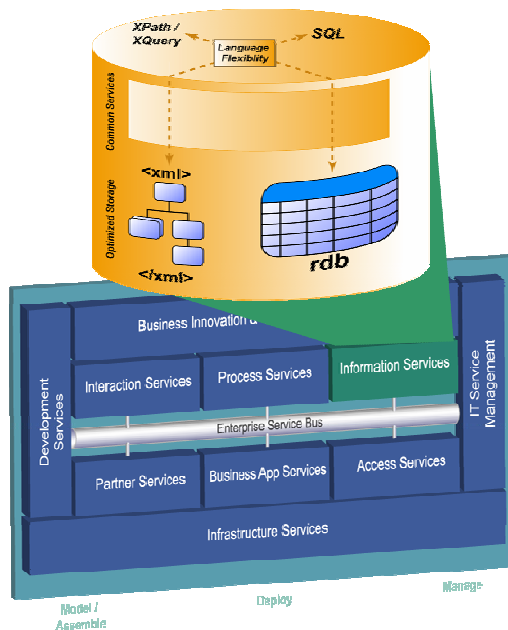 XPath /
XQuery
SQL
Language
Flexiblity
Common Services
Optimized Storage
<xml>
</xml>
rdb
Business Innovation &
Development
Services
Interaction Services
Process Services
Information Services
IT Service
Management
Enterprise Service Bus
Partner Services
Business App Services
Access Services
Infrastructure Services
Model /
Assemble
Deploy
Manage